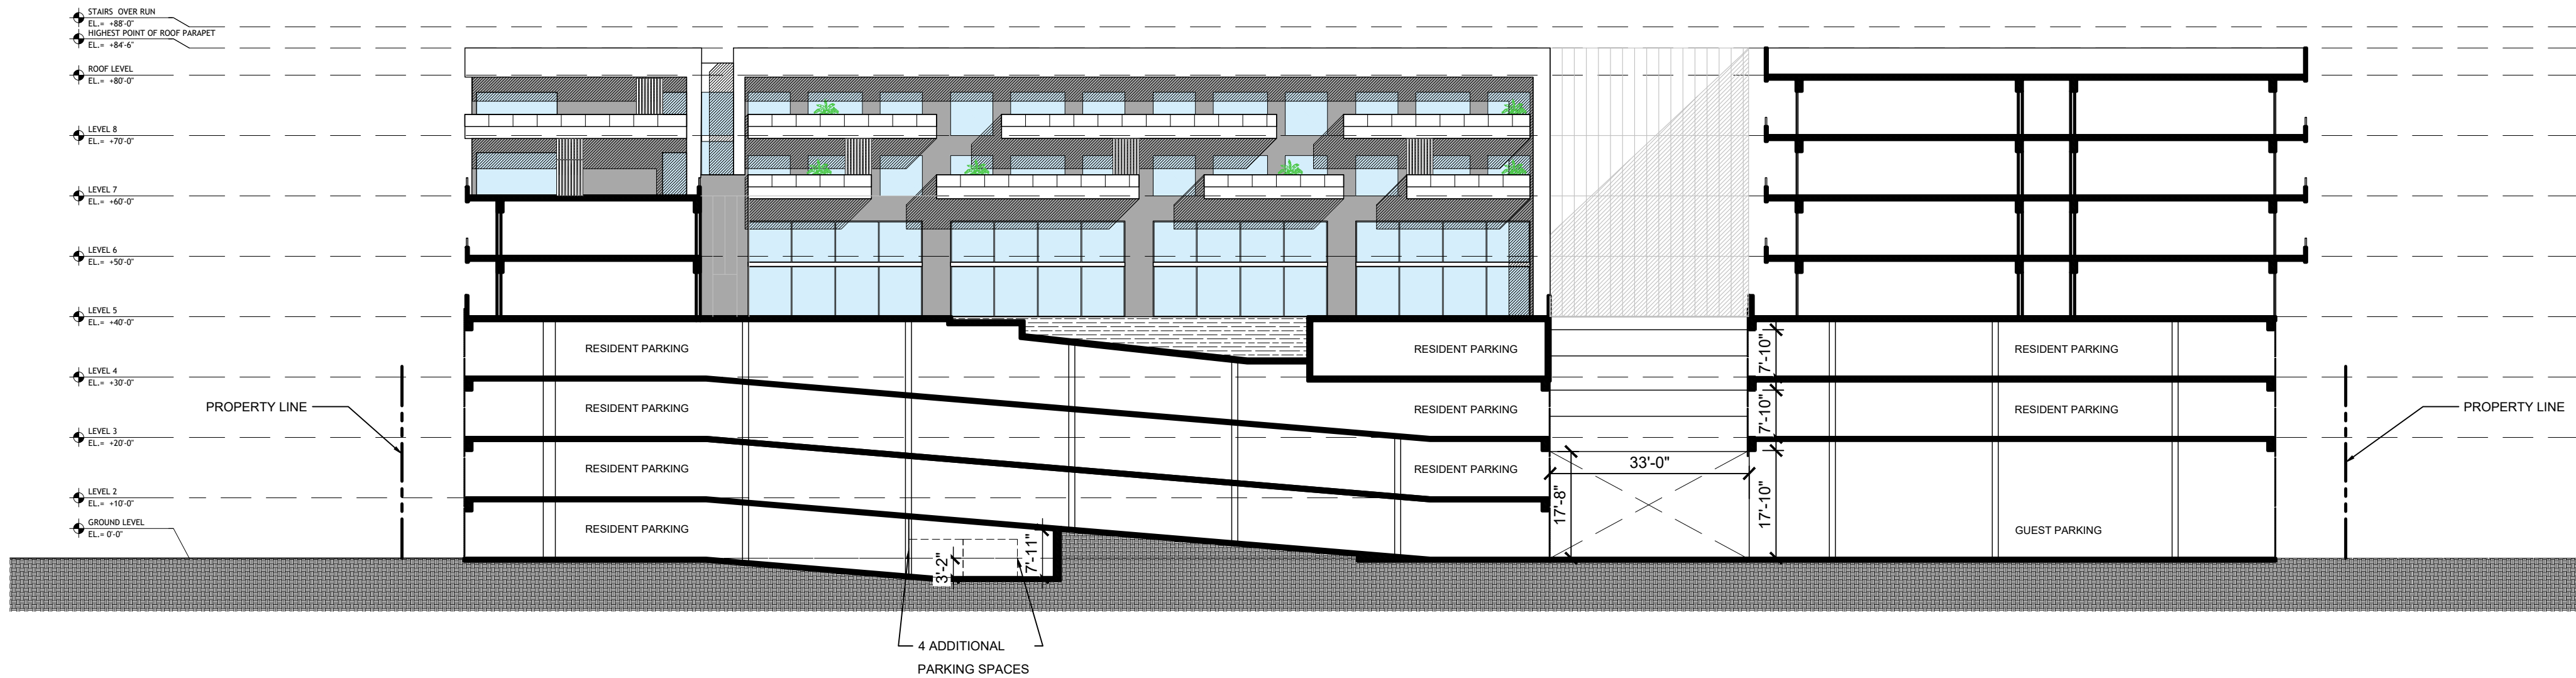 STAIRS OVER RUN
EL.= +88'-0"
HIGHEST POINT OF ROOF PARAPET
EL.= +84'-6"
ROOF LEVEL
EL.= +80'-0"
LEVEL 8
EL.= +70'-0"
LEVEL 7
EL.= +60'-0"
LEVEL 6
EL.= +50'-0"
LEVEL 5
EL.= +40'-0"
LEVEL 4
EL.= +30'-0"
LEVEL 3
EL.= +20'-0"
LEVEL 2
EL.= +10'-0"
GROUND LEVEL
EL.= 0'-0"
PROPERTY LINE
RESIDENT PARKING
RESIDENT PARKING
RESIDENT PARKING
RESIDENT PARKING
RESIDENT PARKING
RESIDENT PARKING
RESIDENT PARKING
3'-2"
7'-11"
4 ADDITIONAL
PARKING SPACES
33'-0"
17'-8"
7'-10"
7'-10"
17'-10"
RESIDENT PARKING
RESIDENT PARKING
GUEST PARKING
PROPERTY LINE